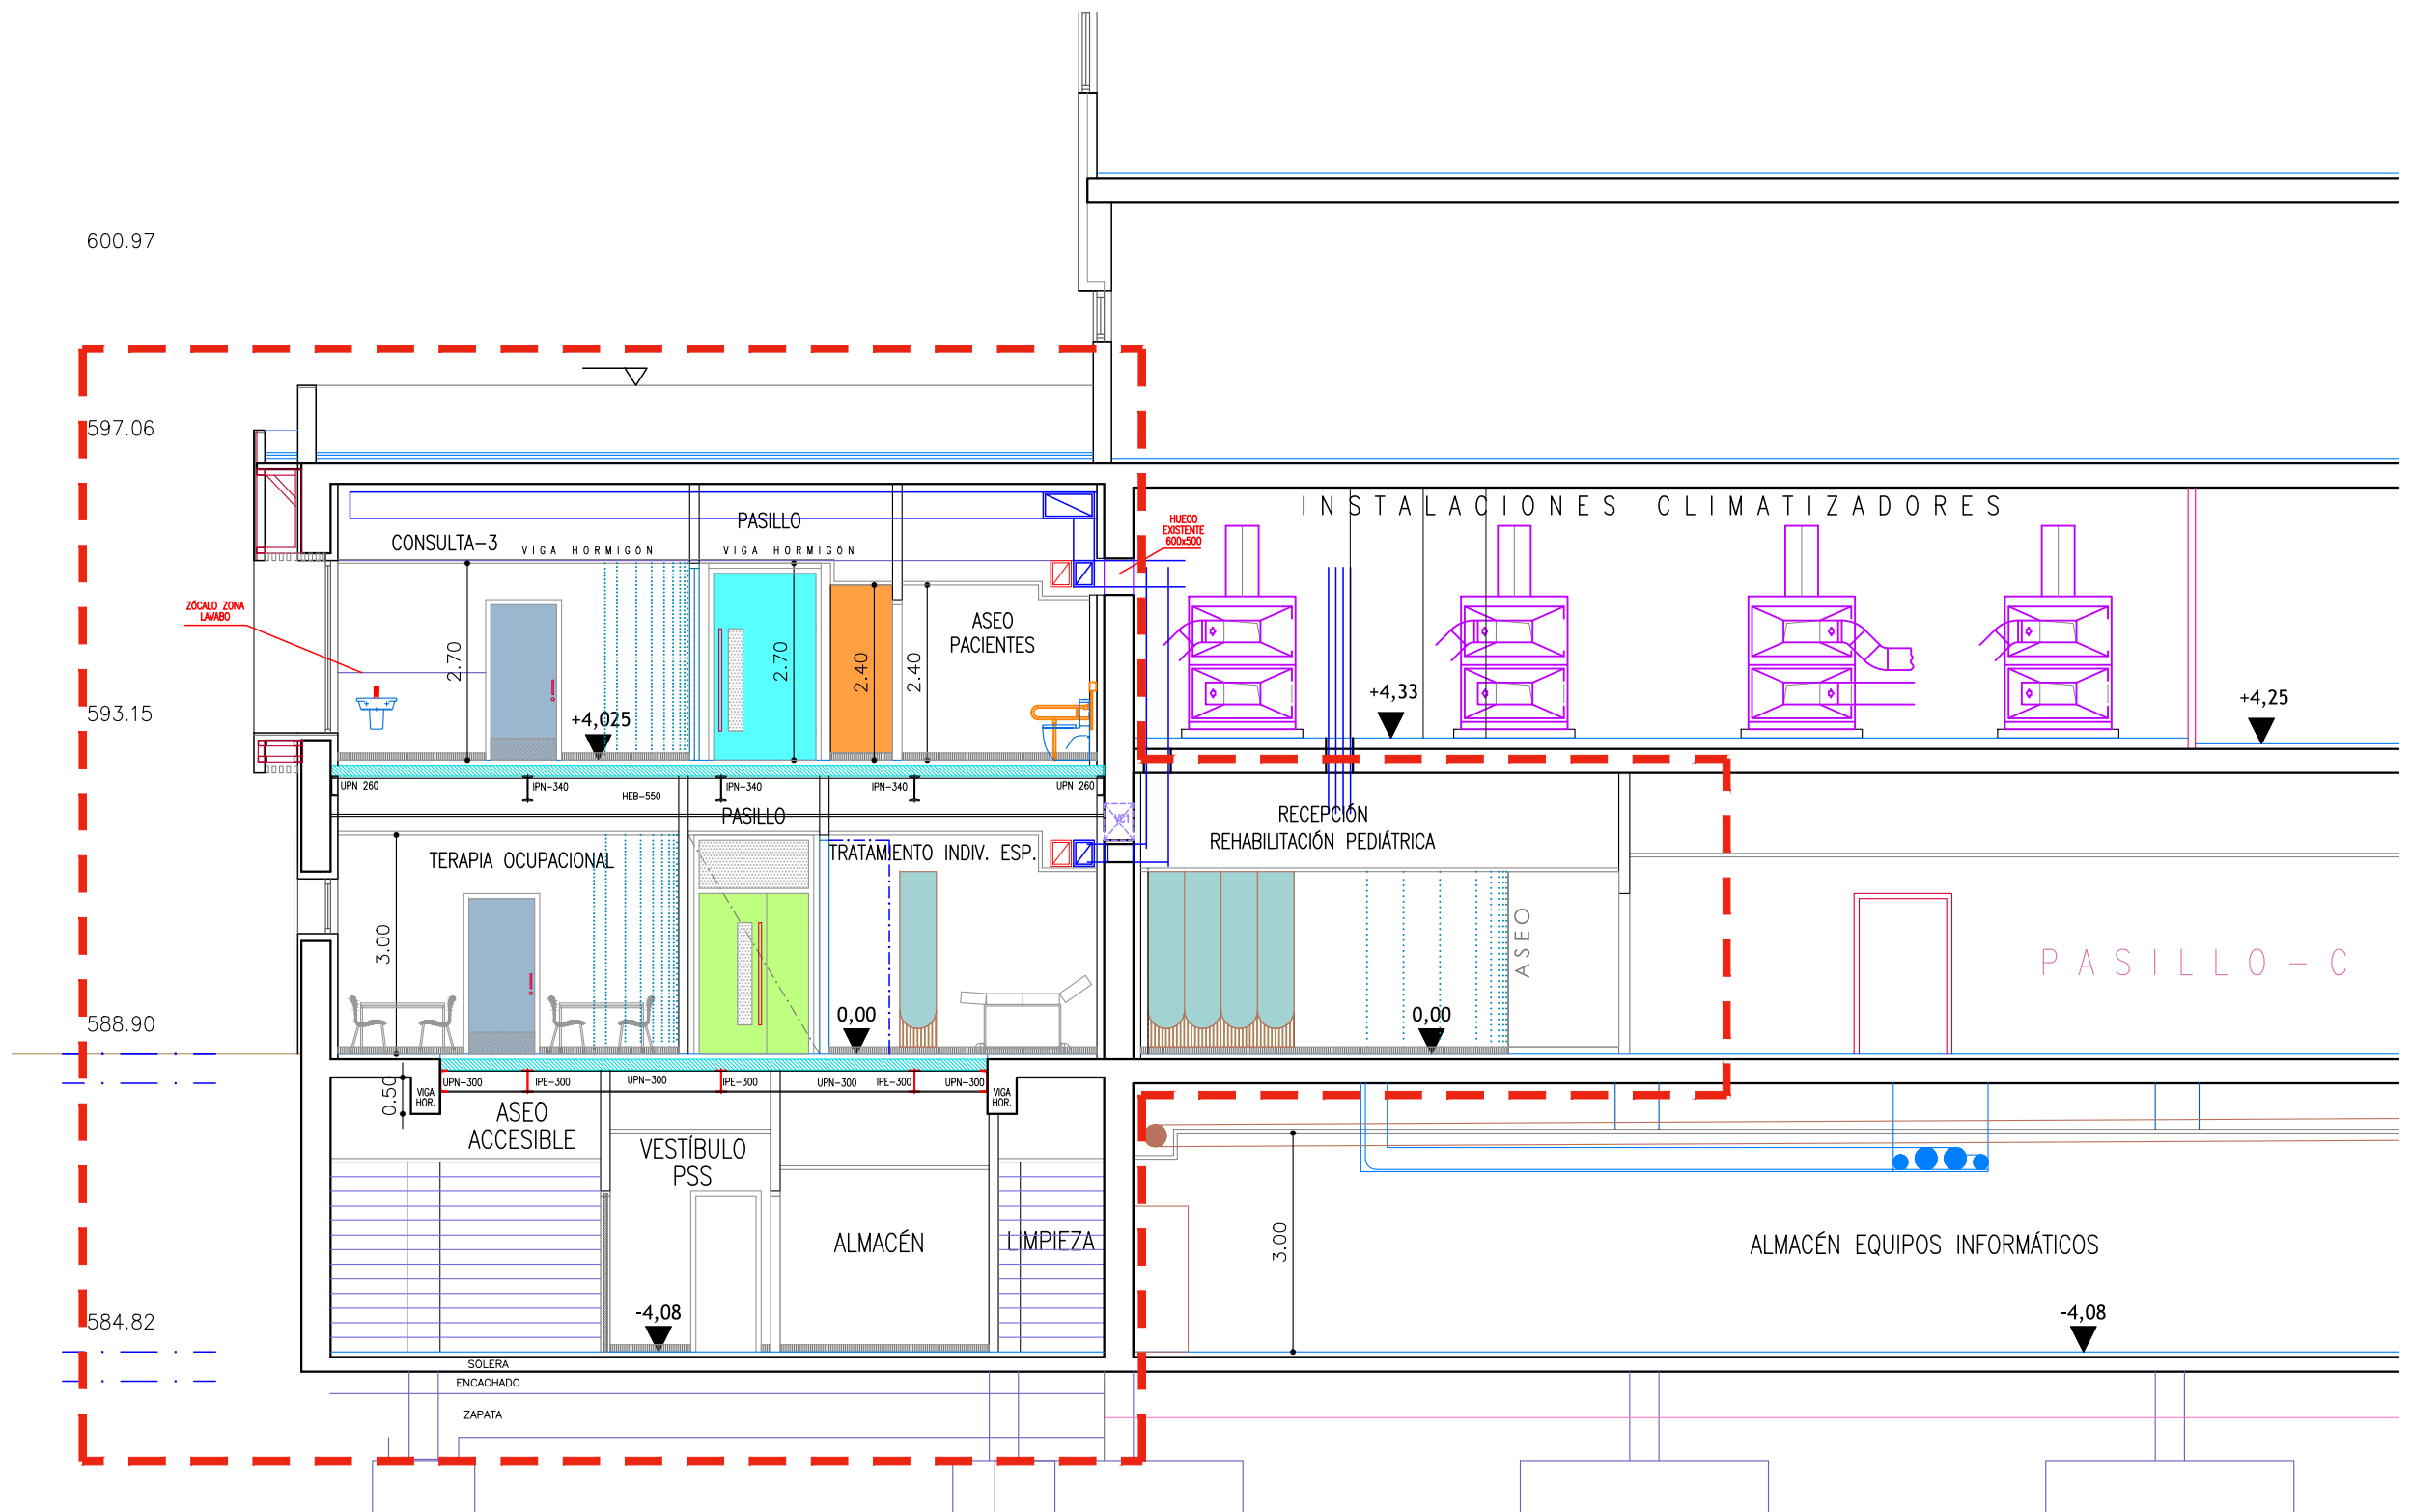 600.97
597.06
593.15
588.90
584.82
INSTALACIONES CLIMATIZADORES
HUECO
EXISTENTE
600x500
PASILLO
CONSULTA-3
VIGA HORMIGÓN
VIGA HORMIGÓN
ZÓCALO ZONA
LAVABO
ASEO
PACIENTES
2.70
2.70
2.40
2.40
+4,025
+4,33
+4,25
UPN 260
IPN-340
HEB-550
IPN-340
IPN-340
UPN 260
PASILLO
VC1
RECEPCIÓN
REHABILITACIÓN PEDIÁTRICA
TERAPIA OCUPACIONAL
TRATAMIENTO INDIV. ESP.
3.00
ASEO
PASILLO-C
0,00
0,00
0.50
VIGA
HOR.
UPN-300
IPE-300
UPN-300
IPE-300
UPN-300
IPE-300
UPN-300
VIGA
HOR.
ASEO
ACCESIBLE
VESTÍBULO
PSS
ALMACÉN
LIMPIEZA
3.00
ALMACÉN EQUIPOS INFORMÁTICOS
-4,08
-4,08
SOLERA
ENCACHADO
ZAPATA